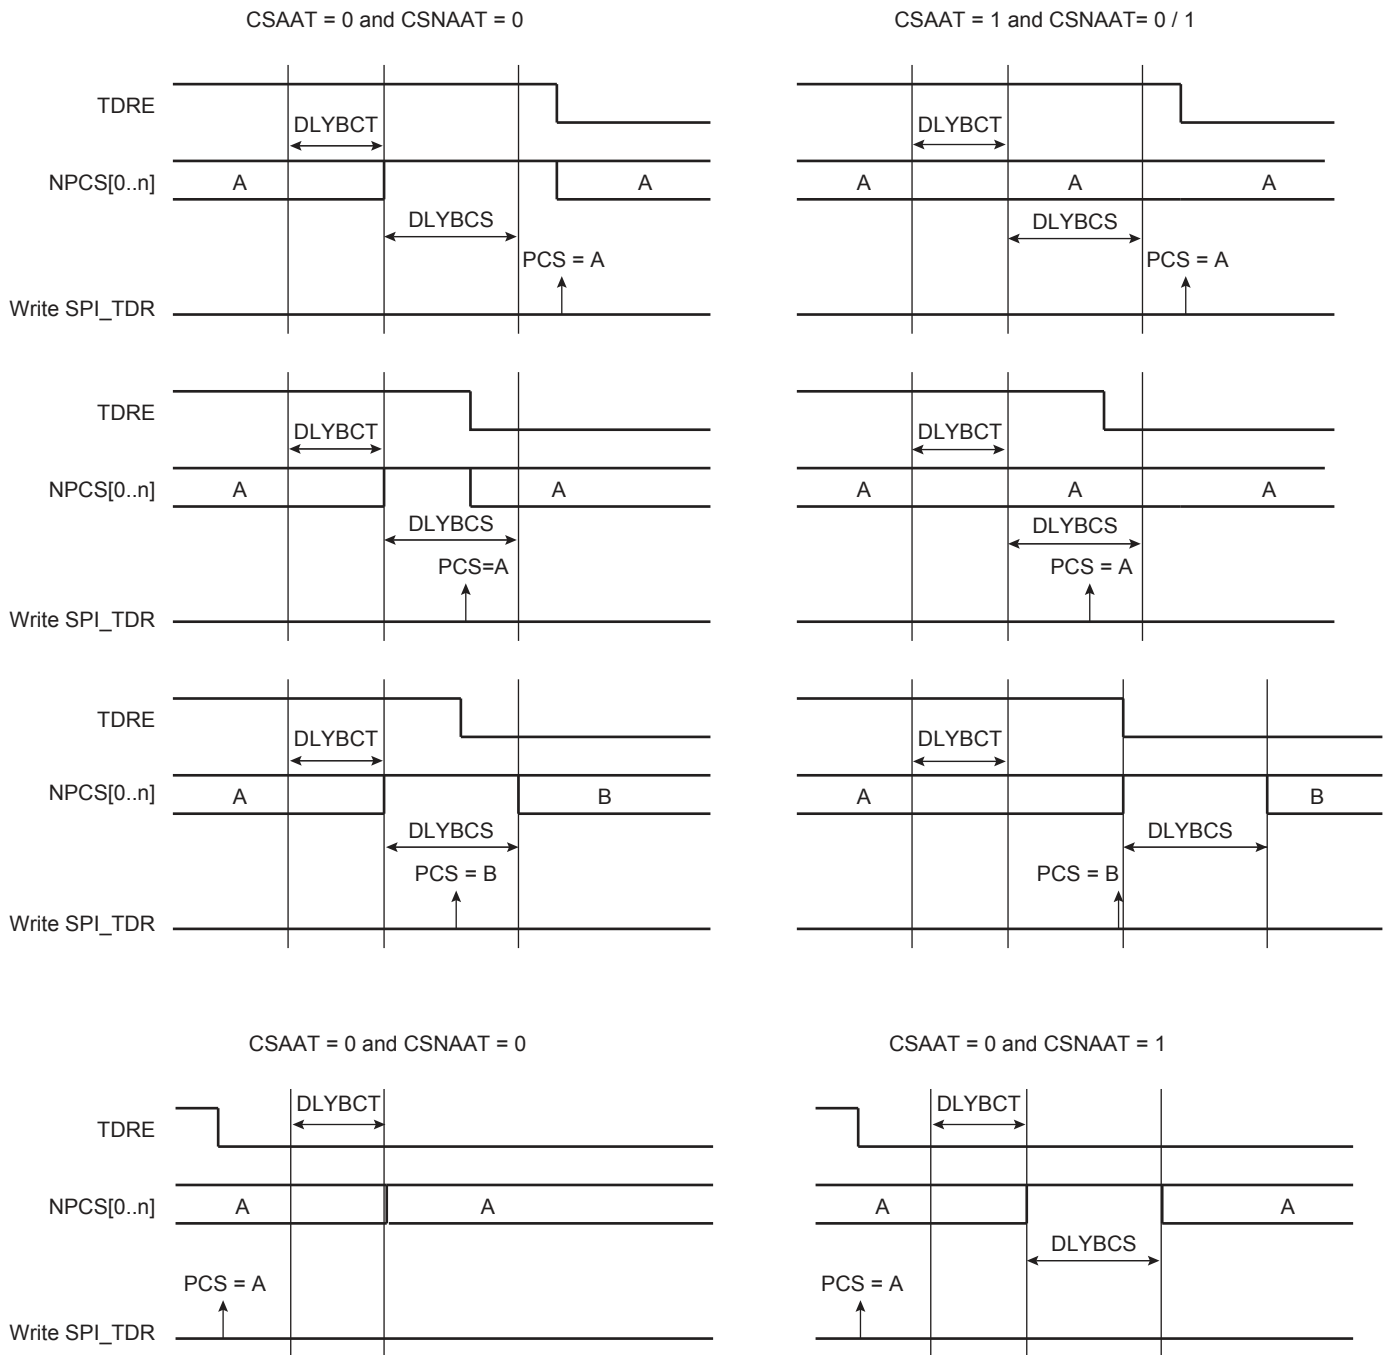 CSAAT = 0 and CSNAAT = 0
CSAAT = 1 and CSNAAT= 0 / 1
TDRE
DLYBCT
DLYBCT
NPCS[0..n]
A
A
A
A
A
DLYBCS
DLYBCS
PCS = A
PCS = A
Write SPI_TDR
TDRE
DLYBCT
DLYBCT
NPCS[0..n]
A
A
A
A
A
DLYBCS
DLYBCS
PCS=A
PCS = A
Write SPI_TDR
TDRE
DLYBCT
DLYBCT
NPCS[0..n]
A
B
A
B
DLYBCS
DLYBCS
PCS = B
PCS = B
Write SPI_TDR
CSAAT = 0 and CSNAAT = 0
CSAAT = 0 and CSNAAT = 1
DLYBCT
DLYBCT
TDRE
NPCS[0..n]
A
A
A
A
DLYBCS
PCS = A
PCS = A
Write SPI_TDR